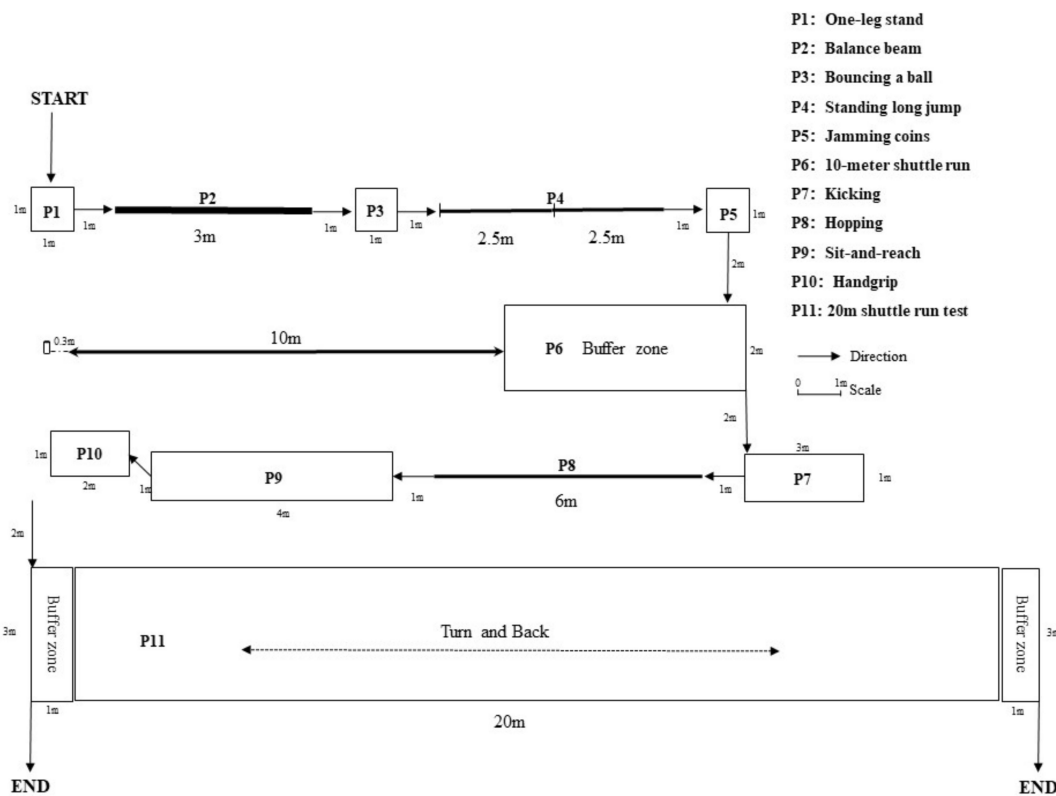 P1: One-leg stand
P2: Balance beam
P3: Bouncing a ball
P4: Standing long jump
P5: Jamming coins
P6: 10-meter shuttle run
P7: Kicking
P8: Hopping
P9: Sit-and-reach
P10: Handgrip
P11: 20m shuttle run test
Direction
0 1m Scale
START
P2 P4
1m P1 1m 1m P3 1m 1m P5 1m
1m 3m 1m 2.5m 2.5m
2m
10m
0.3m P6 Buffer zone 2m
2m
3m
1m P10 P9 P8 P7 1m
2m 1m 4m 1m 6m 1m
2m
3m Buffer zone P11 Turn and Back Buffer zone 3m
1m 20m 1m
END END